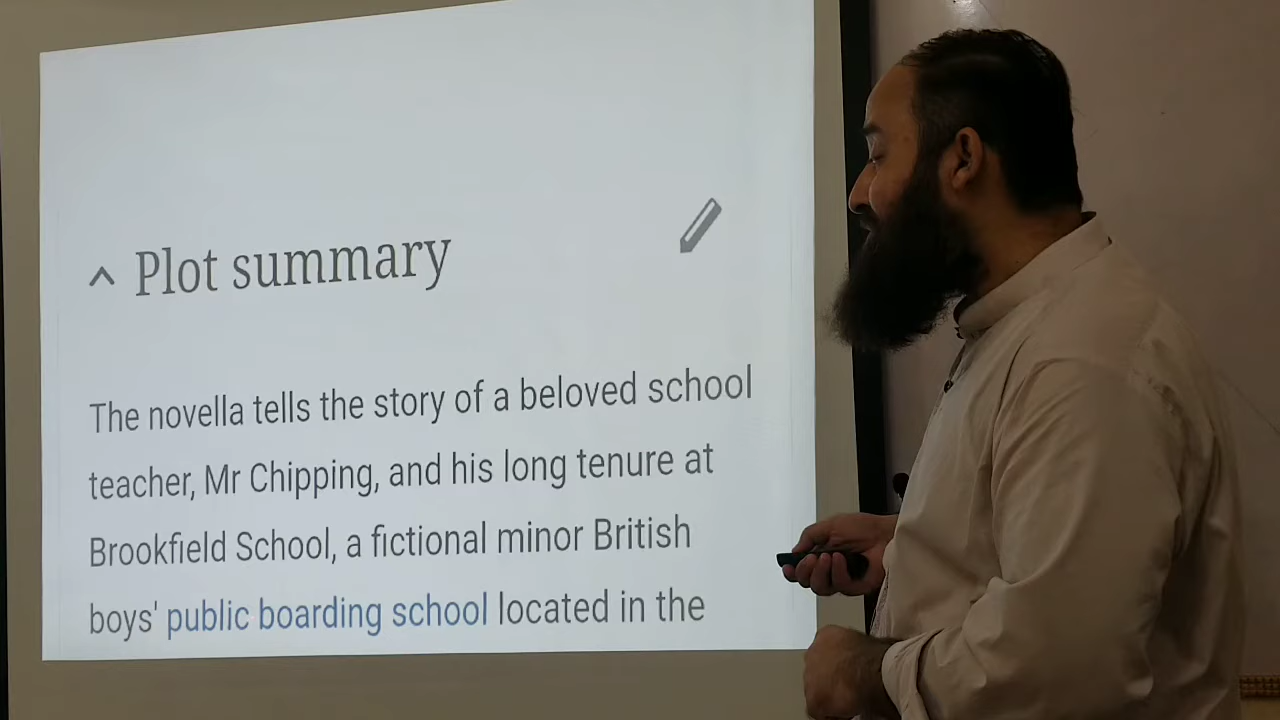 Plot summary
The novella tells the story of a beloved school
teacher, Mr Chipping, and his long tenure at
Brookfield School, a fictional minor British
boys' public boarding school located in the